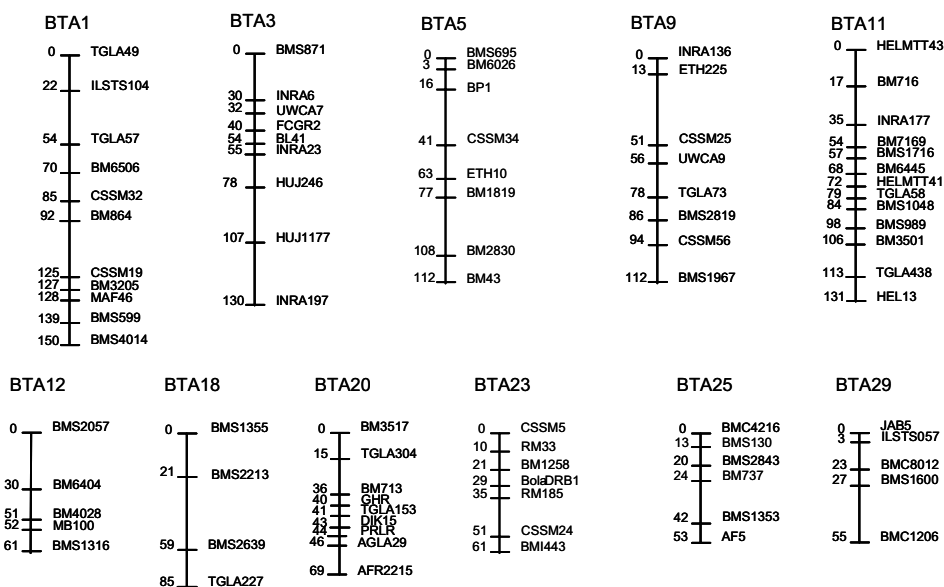 BTA1
0 TGLA49
22 ILSTS104
54 TGLA57
70 BM6506
85 CSSM32
92 BM864
125 CSSM19
127 BM3205
128 MAF46
139 BMS599
150 BMS4014
BTA3
0 BMS871
30 INRA6
32 UWCA7
40 FCGR2
54 BL41
55 INRA23
78 HUJ246
107 HUJ1177
130 INRA197
BTA5
0 BMS695
3 BM6026
16 BP1
41 CSSM34
63 ETH10
77 BM1819
108 BM2830
112 BM43
BTA9
0 INRA136
13 ETH225
51 CSSM25
56 UWCA9
78 TGLA73
86 BMS2819
94 CSSM56
112 BMS1967
BTA11
0 HELMTT43
17 BM716
35 INRA177
54 BM7169
57 BMS1716
68 BM6445
72 HELMTT41
79 TGLA58
84 BMS1048
98 BMS989
106 BM3501
113 TGLA438
131 HEL13
BTA12
0 BMS2057
30 BM6404
51 BM4028
52 MB100
61 BMS1316
BTA18
0 BMS1355
21 BMS2213
59 BMS2639
85 TGLA227
BTA20
0 BM3517
15 TGLA304
36 BM713
40 GHR
41 TGLA153
43 DIK15
44 PRLR
46 AGLA29
69 AFR2215
BTA23
0 CSSM5
10 RM33
21 BM1258
29 BolaDRB1
35 RM185
51 CSSM24
61 BMI443
BTA25
0 BMC4216
13 BMS130
20 BMS2843
24 BM737
42 BMS1353
53 AF5
BTA29
0 JAB5
3 ILSTS057
23 BMC8012
27 BMS1600
55 BMC1206